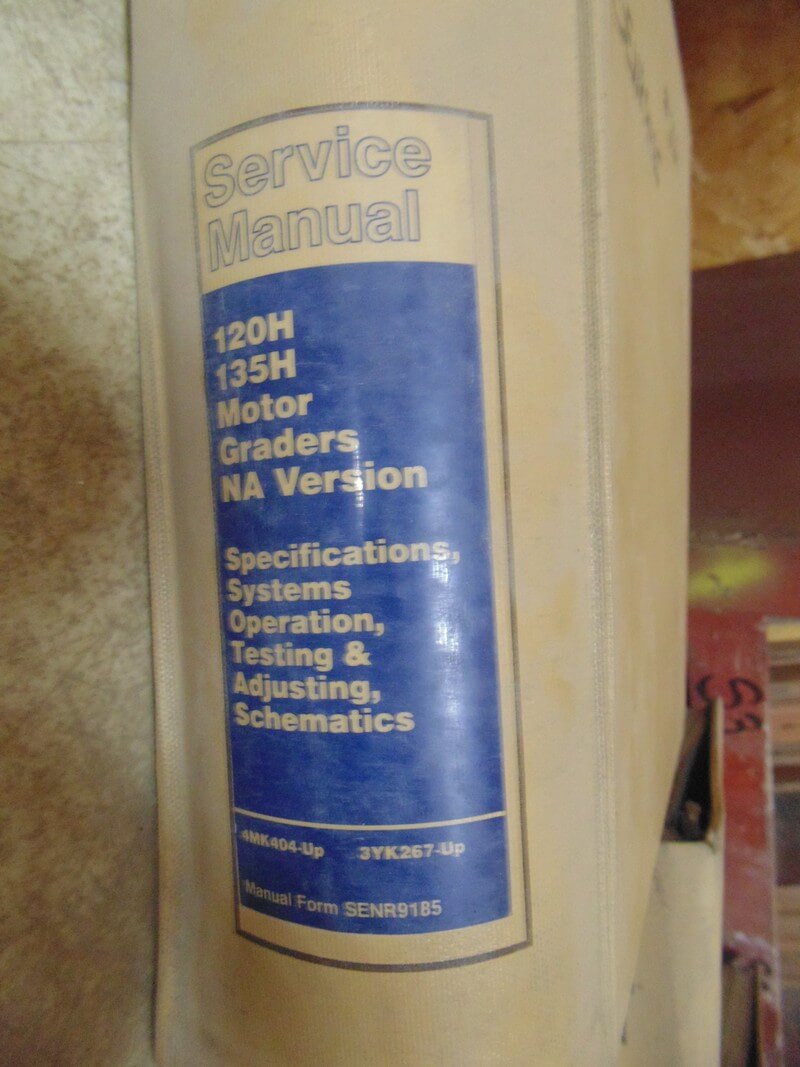 Service
Manual
120H
135H
Motor
Graders
NA Version
Specifications,
Systems
Operation,
Testing &
Adjusting,
Schematics
4MK404-Up 3YK267-Up
Manual Form SENR9185